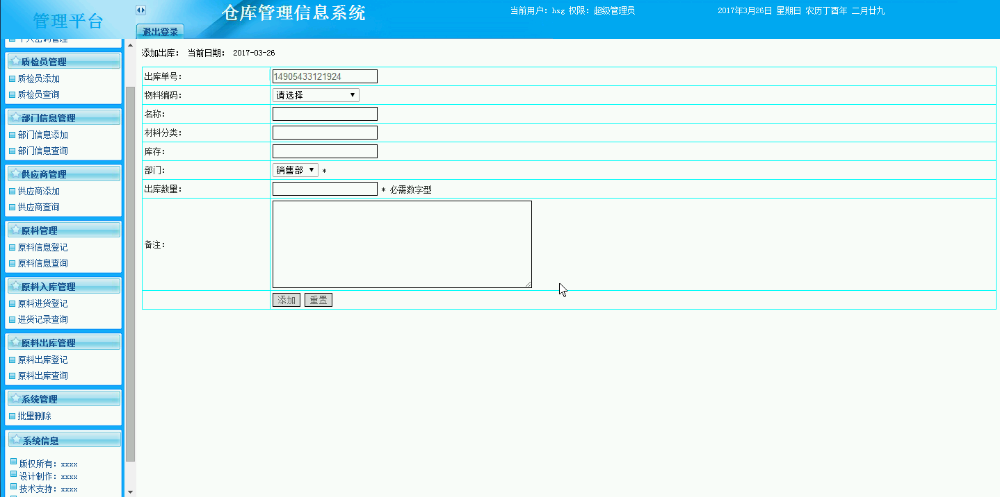 管理平台
仓库管理信息系统
当前用户: hsg 权限: 超级管理员
2017年3月26日 星期日 农历丁酉年 二月廿九
退出登录
个人密码管理
质检员管理
质检员添加
质检员查询
部门信息管理
部门信息添加
部门信息查询
供应商管理
供应商添加
供应商查询
原料管理
原料信息登记
原料信息查询
原料入库管理
原料进货登记
进货记录查询
原料出库管理
原料出库登记
原料出库查询
系统管理
批量删除
系统信息
版权所有: xxxx
设计制作: xxxx
技术支持: xxxx
添加出库: 当前日期: 2017-03-26
出库单号: 14905433121924
物料编码: 请选择
名称:
材料分类:
库存:
部门: 销售部 *
出库数量: * 必需数字型
备注:
添加 重置